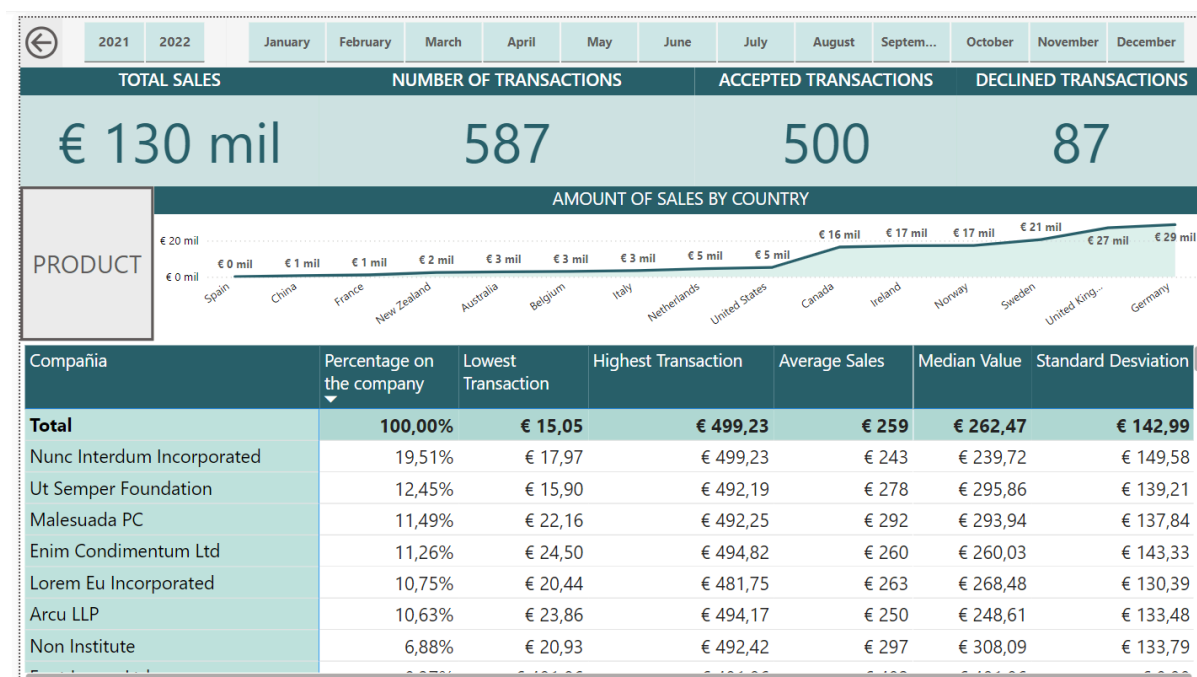 2021 2022 January February March April May June July August Septem... October November December
TOTAL SALES NUMBER OF TRANSACTIONS ACCEPTED TRANSACTIONS DECLINED TRANSACTIONS
€ 130 mil 587 500 87
AMOUNT OF SALES BY COUNTRY
PRODUCT
€ 20 mil
€ 0 mil
€ 0 mil € 1 mil € 1 mil € 2 mil € 3 mil € 3 mil € 3 mil € 5 mil € 5 mil € 16 mil € 17 mil € 17 mil € 21 mil € 27 mil € 29 mil
Spain China France New Zealand Australia Belgium Italy Netherlands United States Canada Ireland Norway Sweden United King... Germany
Compañia Percentage on the company Lowest Transaction Highest Transaction Average Sales Median Value Standard Desviation
Total 100,00% € 15,05 € 499,23 € 259 € 262,47 € 142,99
Nunc Interdum Incorporated 19,51% € 17,97 € 499,23 € 243 € 239,72 € 149,58
Ut Semper Foundation 12,45% € 15,90 € 492,19 € 278 € 295,86 € 139,21
Malesuada PC 11,49% € 22,16 € 492,25 € 292 € 293,94 € 137,84
Enim Condimentum Ltd 11,26% € 24,50 € 494,82 € 260 € 260,03 € 143,33
Lorem Eu Incorporated 10,75% € 20,44 € 481,75 € 263 € 268,48 € 130,39
Arcu LLP 10,63% € 23,86 € 494,17 € 250 € 248,61 € 133,48
Non Institute 6,88% € 20,93 € 492,42 € 297 € 308,09 € 133,79